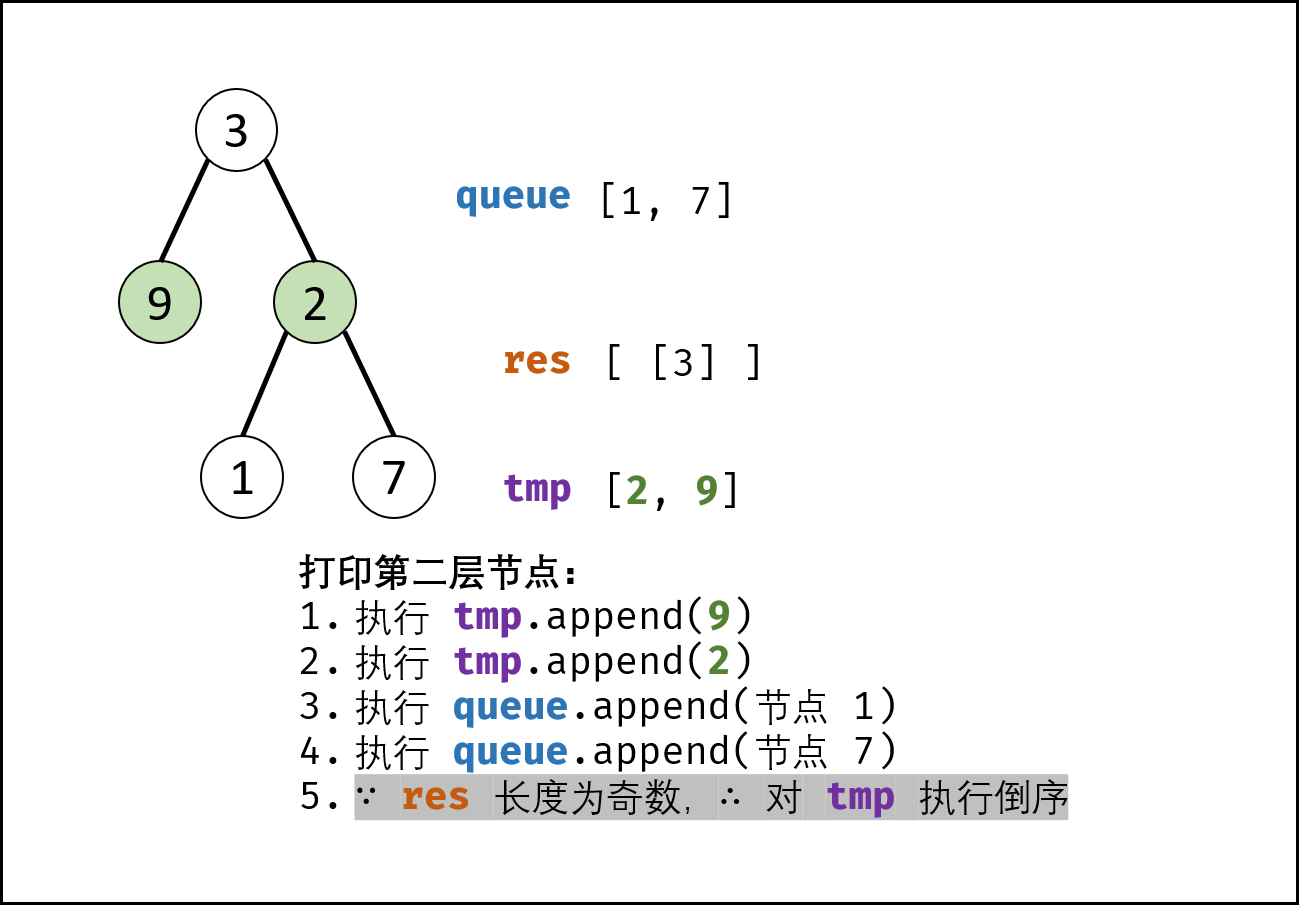 3
queue [1, 7]
9
2
res [ [3] ]
1
7
tmp [2, 9]
打印第二层节点:
1. 执行 tmp.append(9)
2. 执行 tmp.append(2)
3. 执行 queue.append(节点 1)
4. 执行 queue.append(节点 7)
5. ∵ res 长度为奇数, ∴ 对 tmp 执行倒序